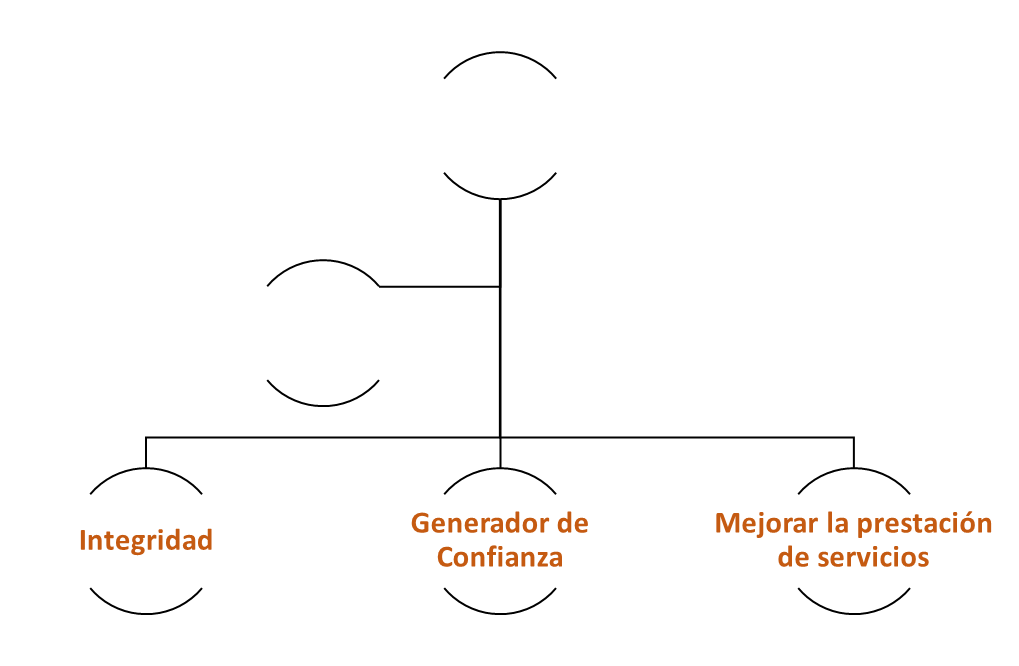 Integridad
Generador de
Confianza
Mejorar la prestación
de servicios